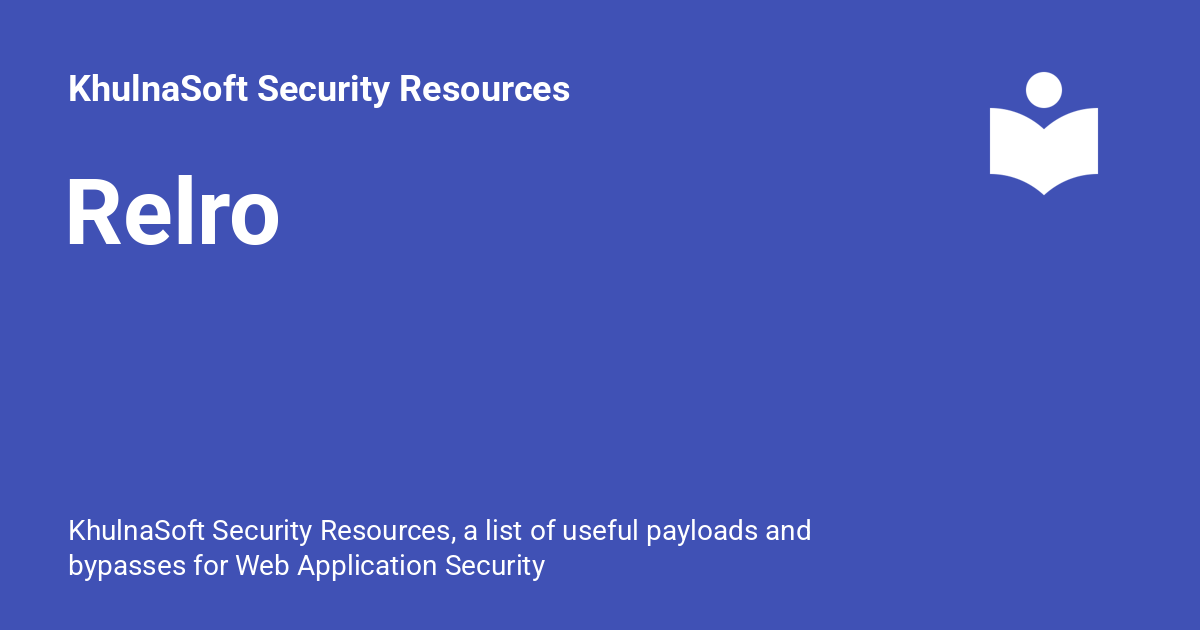 KhulnaSoft Security Resources
Relro
KhulnaSoft Security Resources, a list of useful payloads and
bypasses for Web Application Security